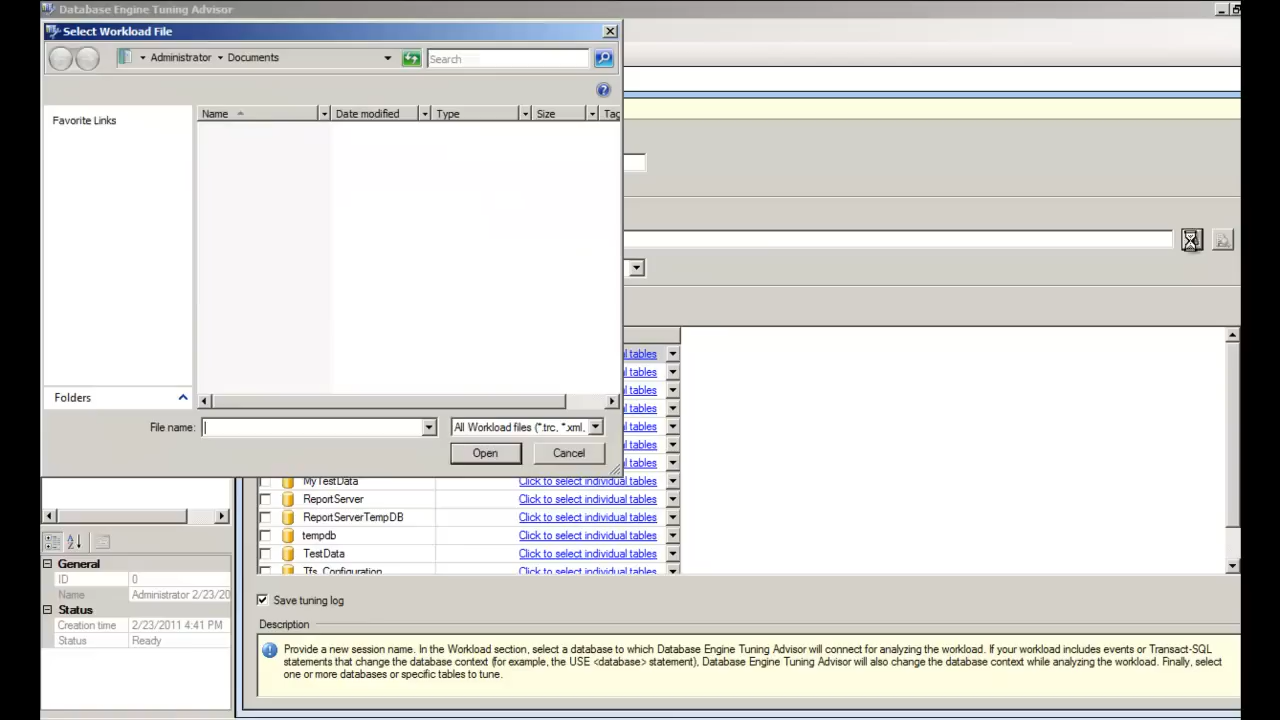 Database Engine Tuning Advisor
Select Workload File
Administrator Documents
Search
Favorite Links
Name Date modified Type Size Tag
Folders
File name:
All Workload files (*.trc, *.xml,
Open Cancel
l tables
l tables
l tables
l tables
l tables
l tables
l tables
MyTestData Click to select individual tables
ReportServer Click to select individual tables
ReportServerTempDB Click to select individual tables
tempdb Click to select individual tables
TestData Click to select individual tables
Tfs_Configuration Click to select individual tables
General
ID 0
Name Administrator 2/23/20
Status
Creation time 2/23/2011 4:41 PM
Status Ready
Save tuning log
Description
Provide a new session name. In the Workload section, select a database to which Database Engine Tuning Advisor will connect for analyzing the workload. If your workload includes events or Transact-SQL
statements that change the database context (for example, the USE <database> statement), Database Engine Tuning Advisor will also change the database context while analyzing the workload. Finally, select
one or more databases or specific tables to tune.